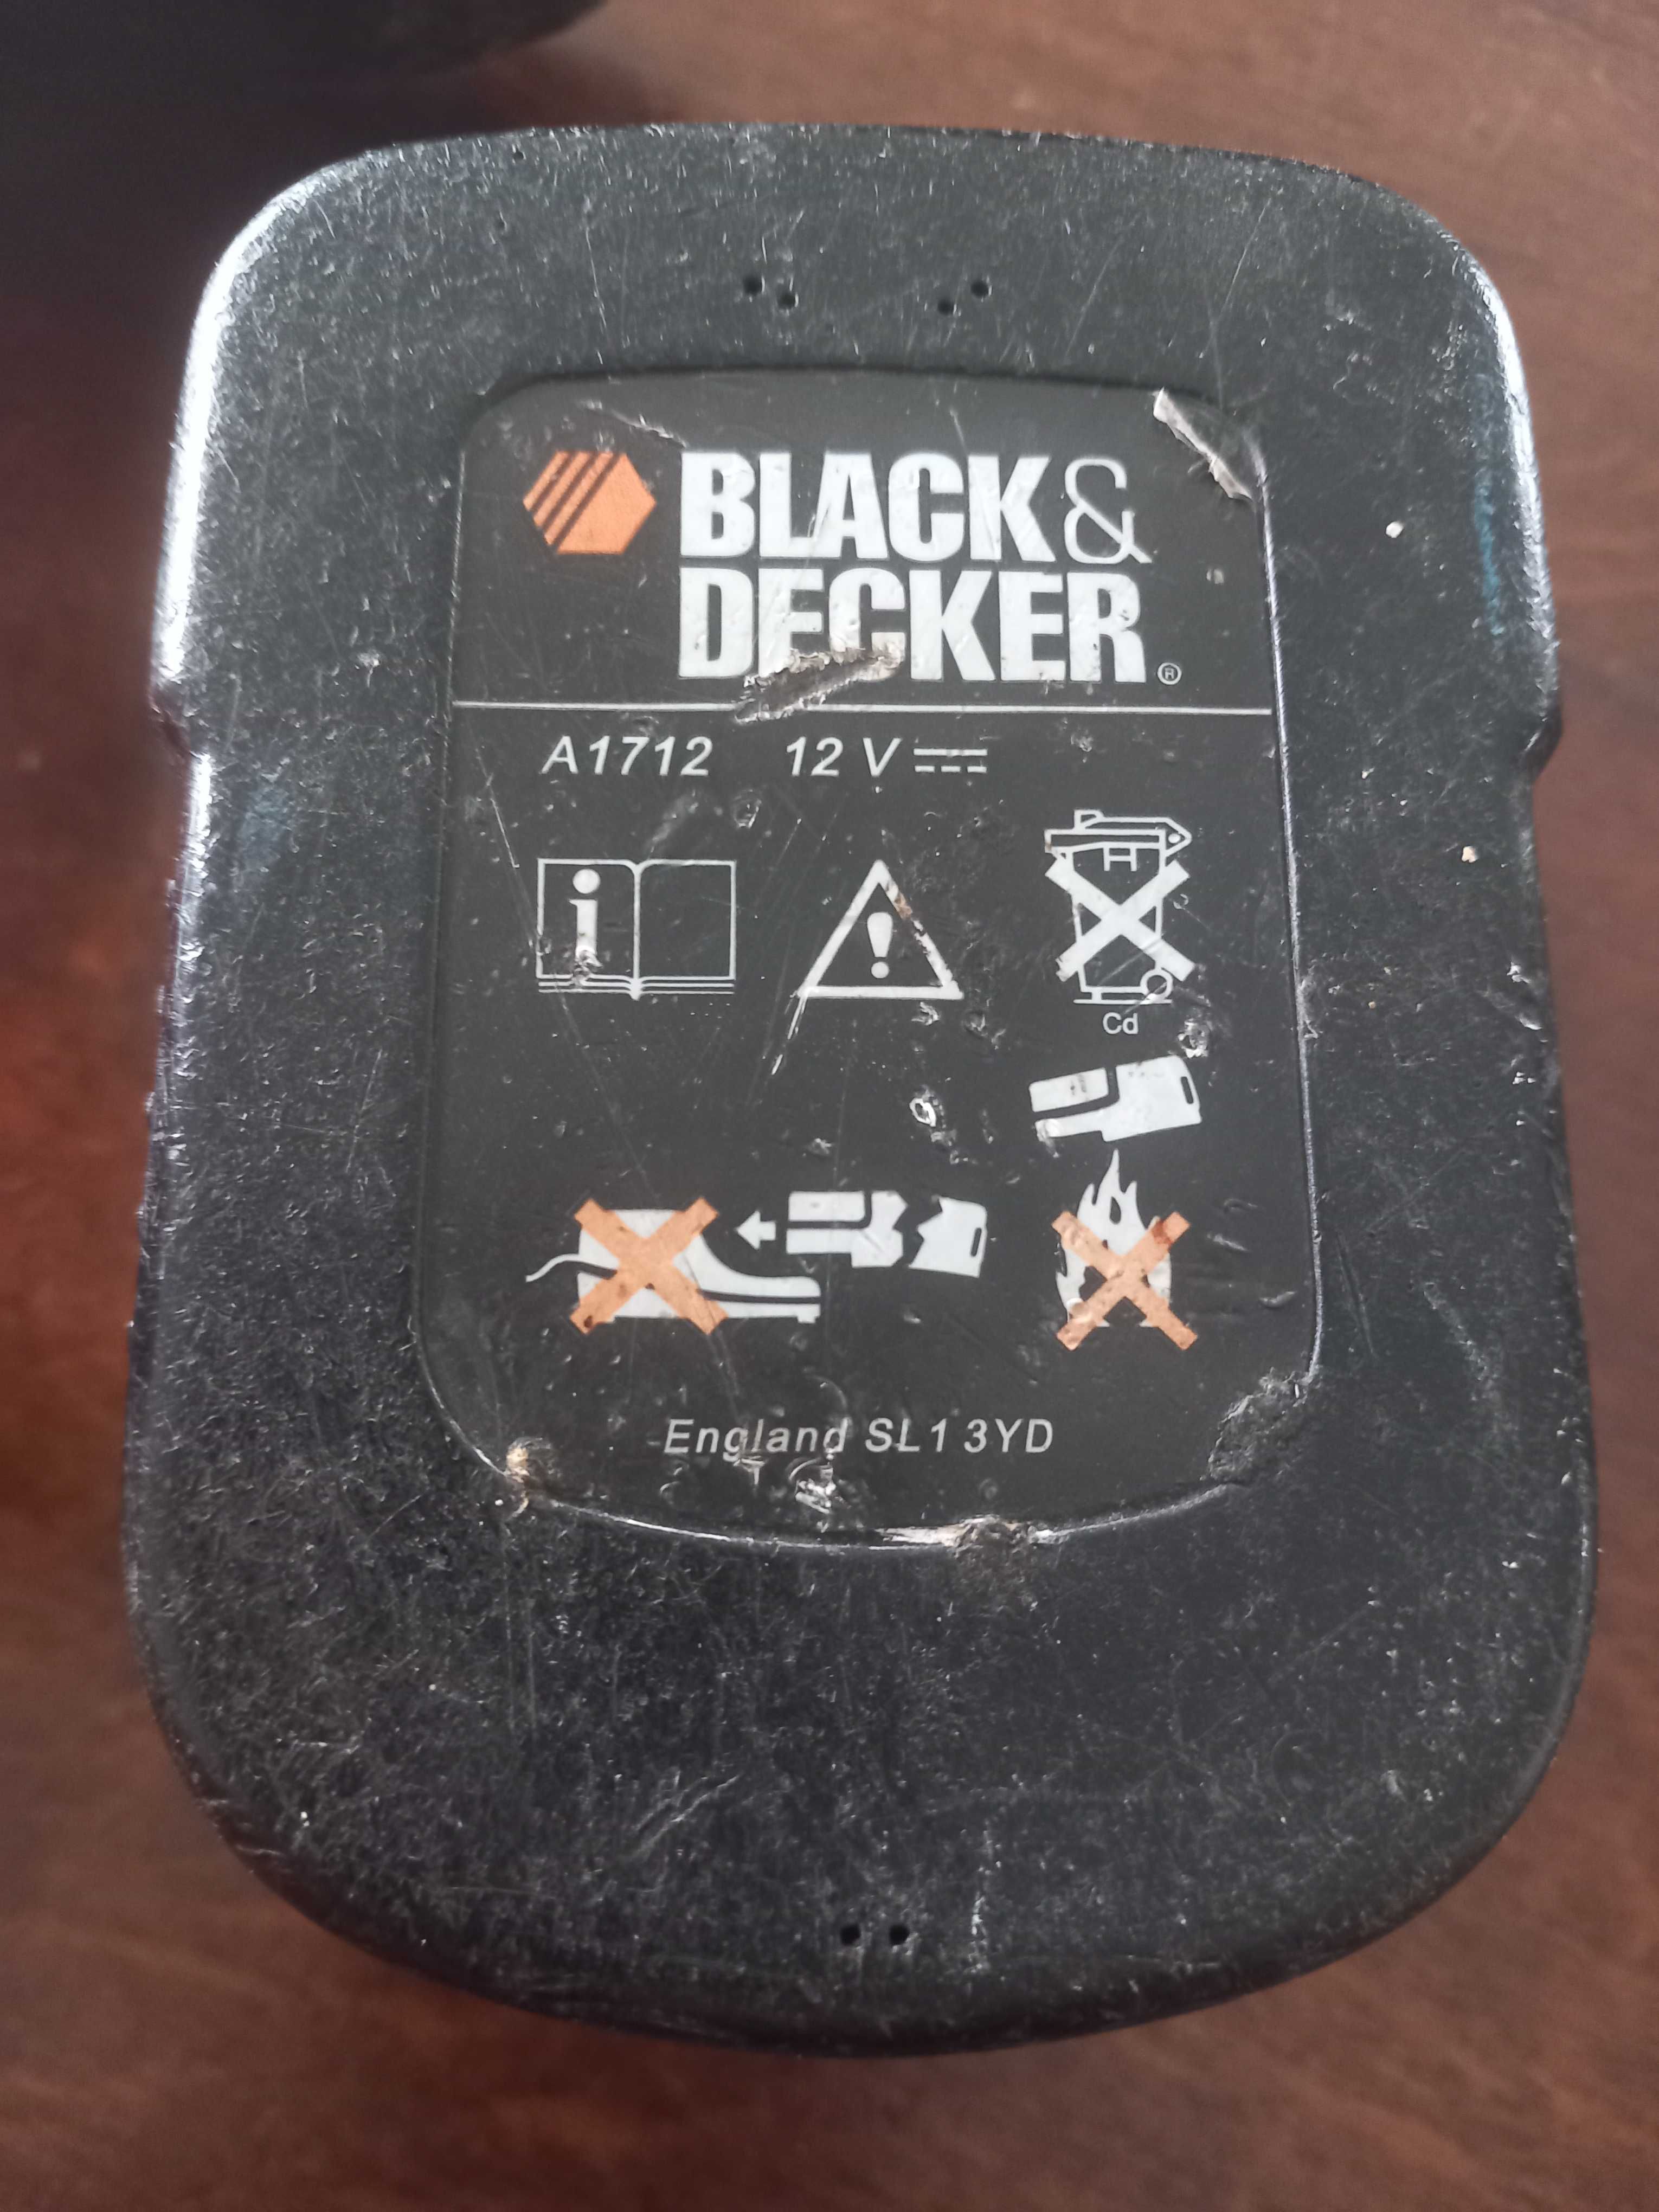 BLACK&
DECKER®
A1712 12 V ⎓
i !
Cd
England SL1 3YD